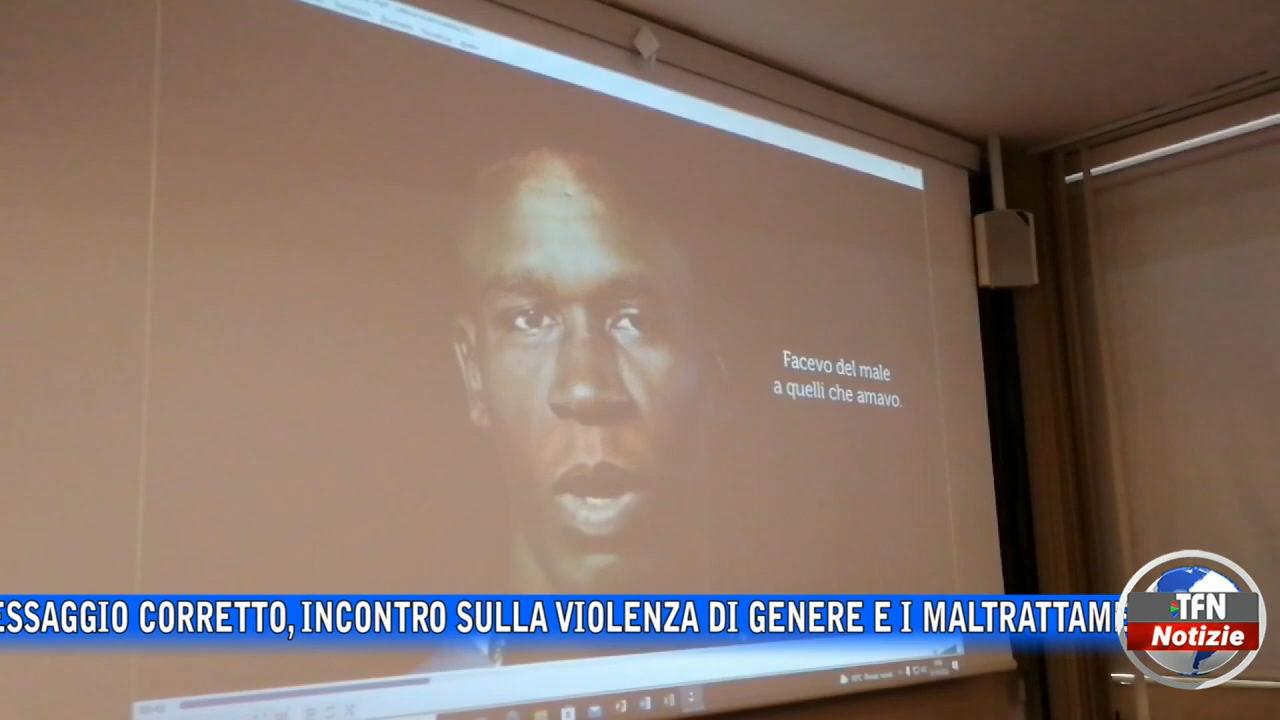 Facevo del male
a quelli che amavo.
ESSAGGIO CORRETTO, INCONTRO SULLA VIOLENZA DI GENERE E I MALTRATTAM
TFN
Notizie